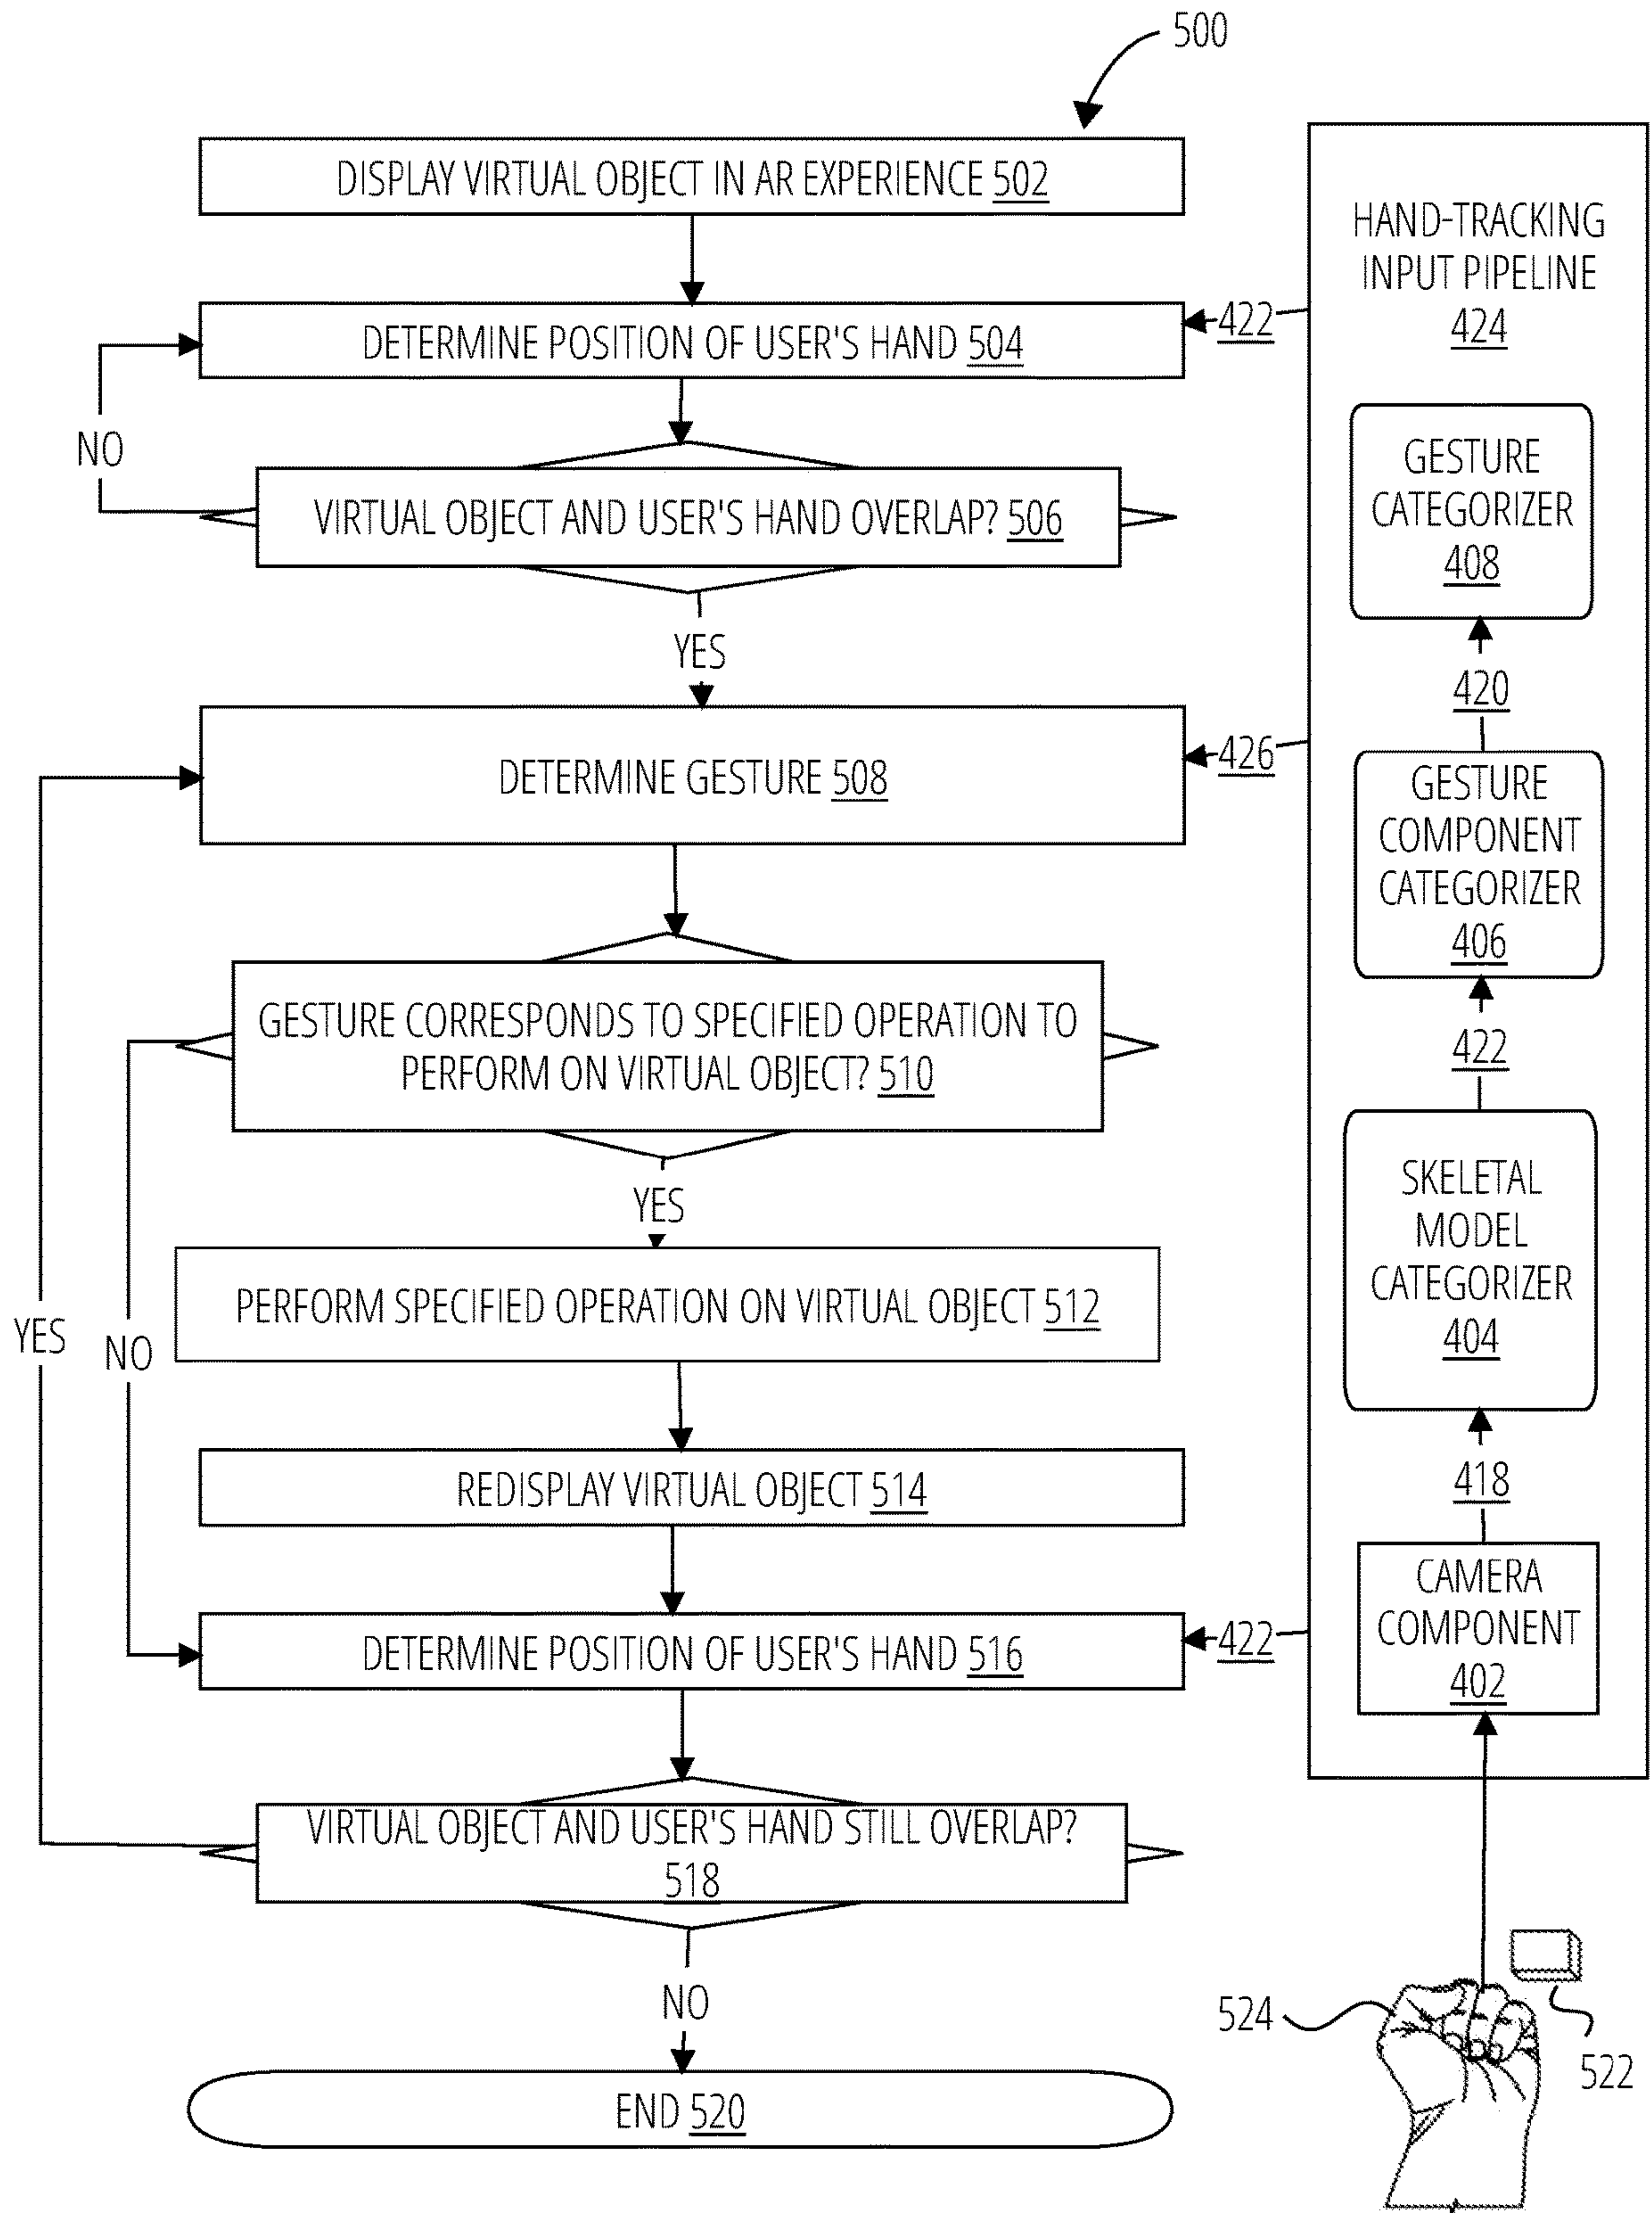 500
DISPLAY VIRTUAL OBJECT IN AR EXPERIENCE 502
DETERMINE POSITION OF USER'S HAND 504
422
NO
VIRTUAL OBJECT AND USER'S HAND OVERLAP? 506
YES
DETERMINE GESTURE 508
426
GESTURE CORRESPONDS TO SPECIFIED OPERATION TO
PERFORM ON VIRTUAL OBJECT? 510
YES
PERFORM SPECIFIED OPERATION ON VIRTUAL OBJECT 512
YES
NO
REDISPLAY VIRTUAL OBJECT 514
DETERMINE POSITION OF USER'S HAND 516
422
VIRTUAL OBJECT AND USER'S HAND STILL OVERLAP?
518
NO
END 520
HAND-TRACKING
INPUT PIPELINE
424
GESTURE
CATEGORIZER
408
420
GESTURE
COMPONENT
CATEGORIZER
406
422
SKELETAL
MODEL
CATEGORIZER
404
418
CAMERA
COMPONENT
402
524
522